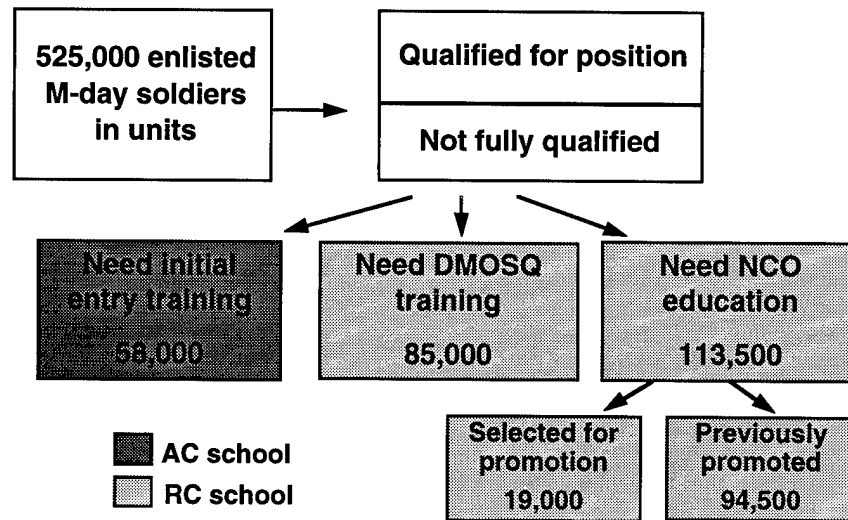 525,000 enlisted
M-day soldiers
in units
Qualified for position
Not fully qualified
Need initial
entry training
58,000
Need DMOSQ
training
85,000
Need NCO
education
113,500
Selected for
promotion
19,000
Previously
promoted
94,500
AC school
RC school